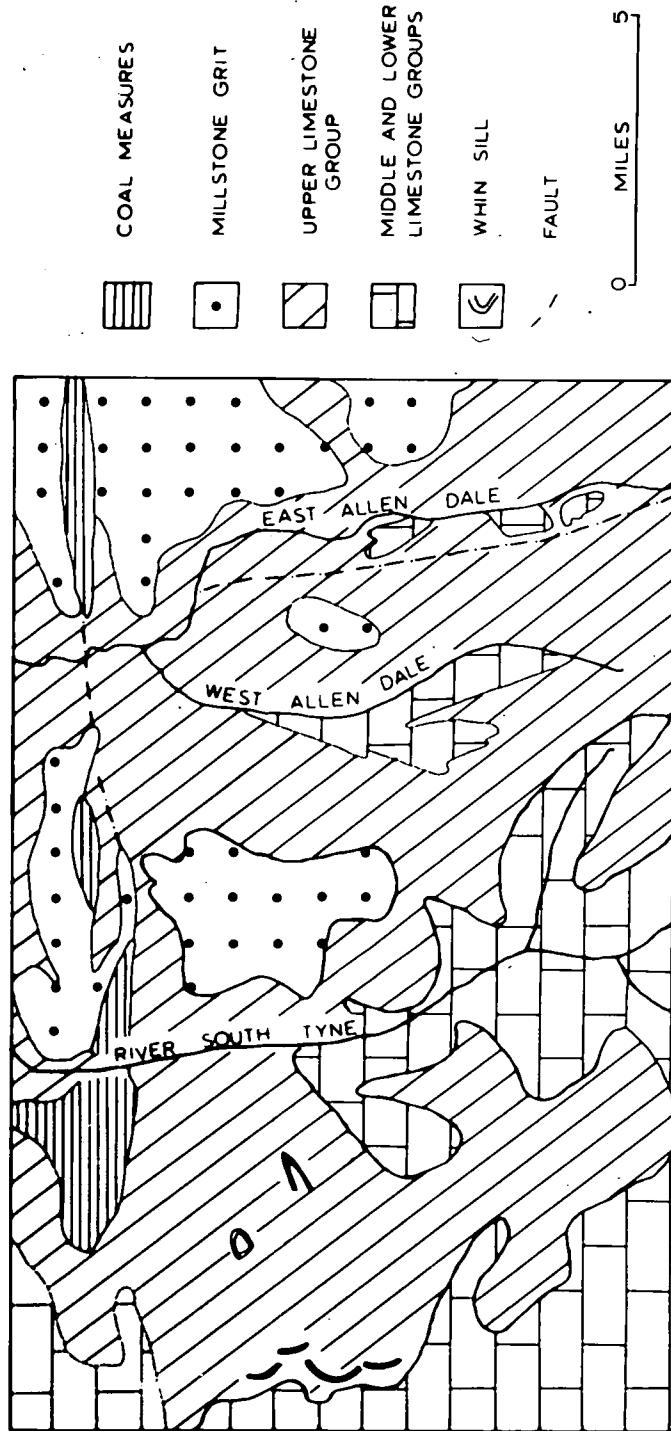 COAL MEASURES
MILLSTONE GRIT
UPPER LIMESTONE
GROUP
MIDDLE AND LOWER
LIMESTONE GROUPS
WHIN SILL
FAULT
0 5
MILES
EAST ALLEN DALE
WEST ALLEN DALE
RIVER SOUTH TYNE